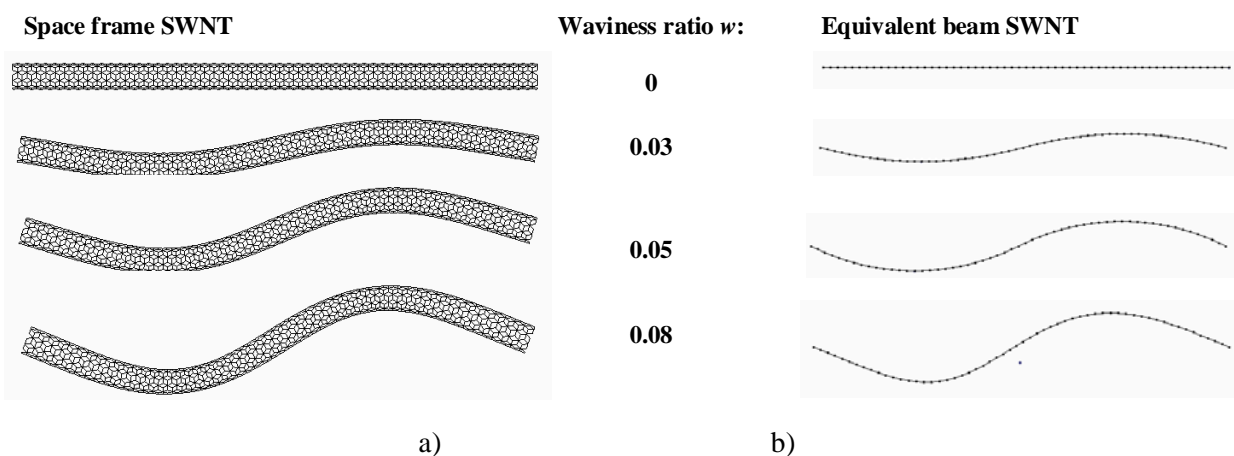 Space frame SWNT
Waviness ratio w:
Equivalent beam SWNT
0
0.03
0.05
0.08
a)
b)